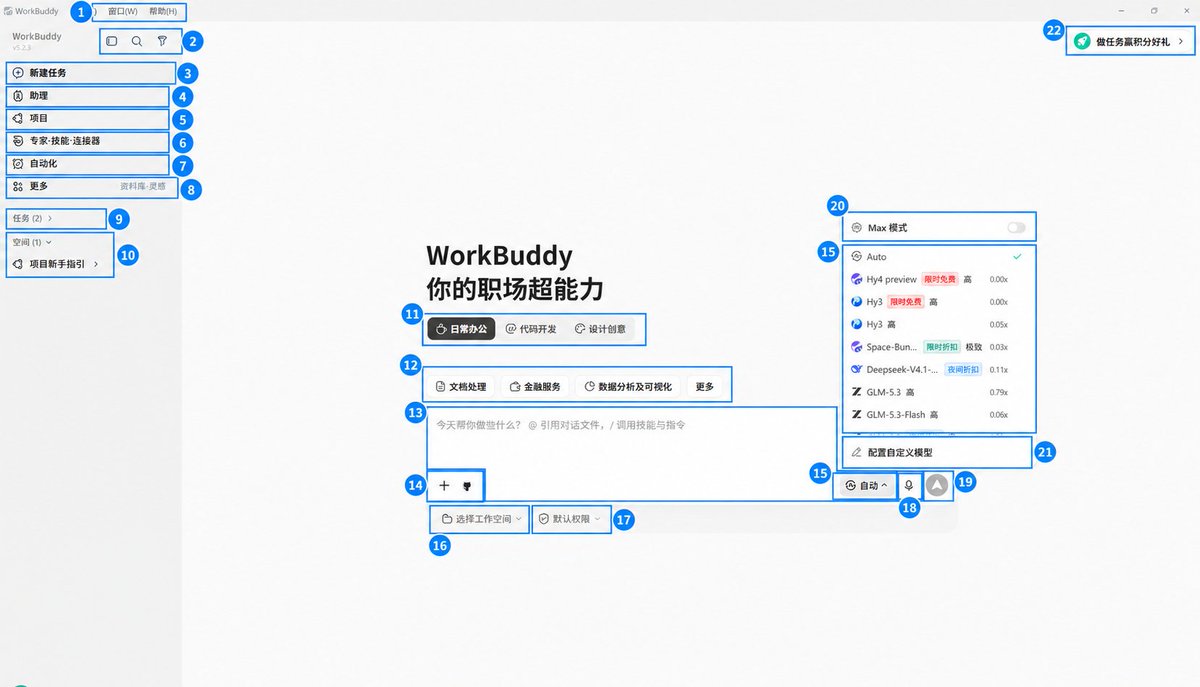 WorkBuddy
1
窗口(W) 帮助(H)
WorkBuddy
v5.2.3
2
22
做任务赢积分好礼
新建任务
3
助理
4
项目
5
专家·技能·连接器
6
自动化
7
更多 资料库·灵感
8
任务 (2)
9
空间 (1)
项目新手指引
10
WorkBuddy
你的职场超能力
11
日常办公 代码开发 设计创意
12
文档处理 金融服务 数据分析及可视化 更多
13
今天帮你做些什么? @ 引用对话文件, / 调用技能与指令
14
20
Max 模式
15
Auto
Hy4 preview 限时免费 高 0.00x
Hy3 限时免费 高 0.00x
Hy3 高 0.05x
Space-Bun... 限时折扣 极致 0.03x
Deepseek-V4.1-... 夜间折扣 0.11x
GLM-5.3 高 0.79x
GLM-5.3-Flash 高 0.06x
配置自定义模型
21
15
自动
18
19
选择工作空间
16
默认权限
17